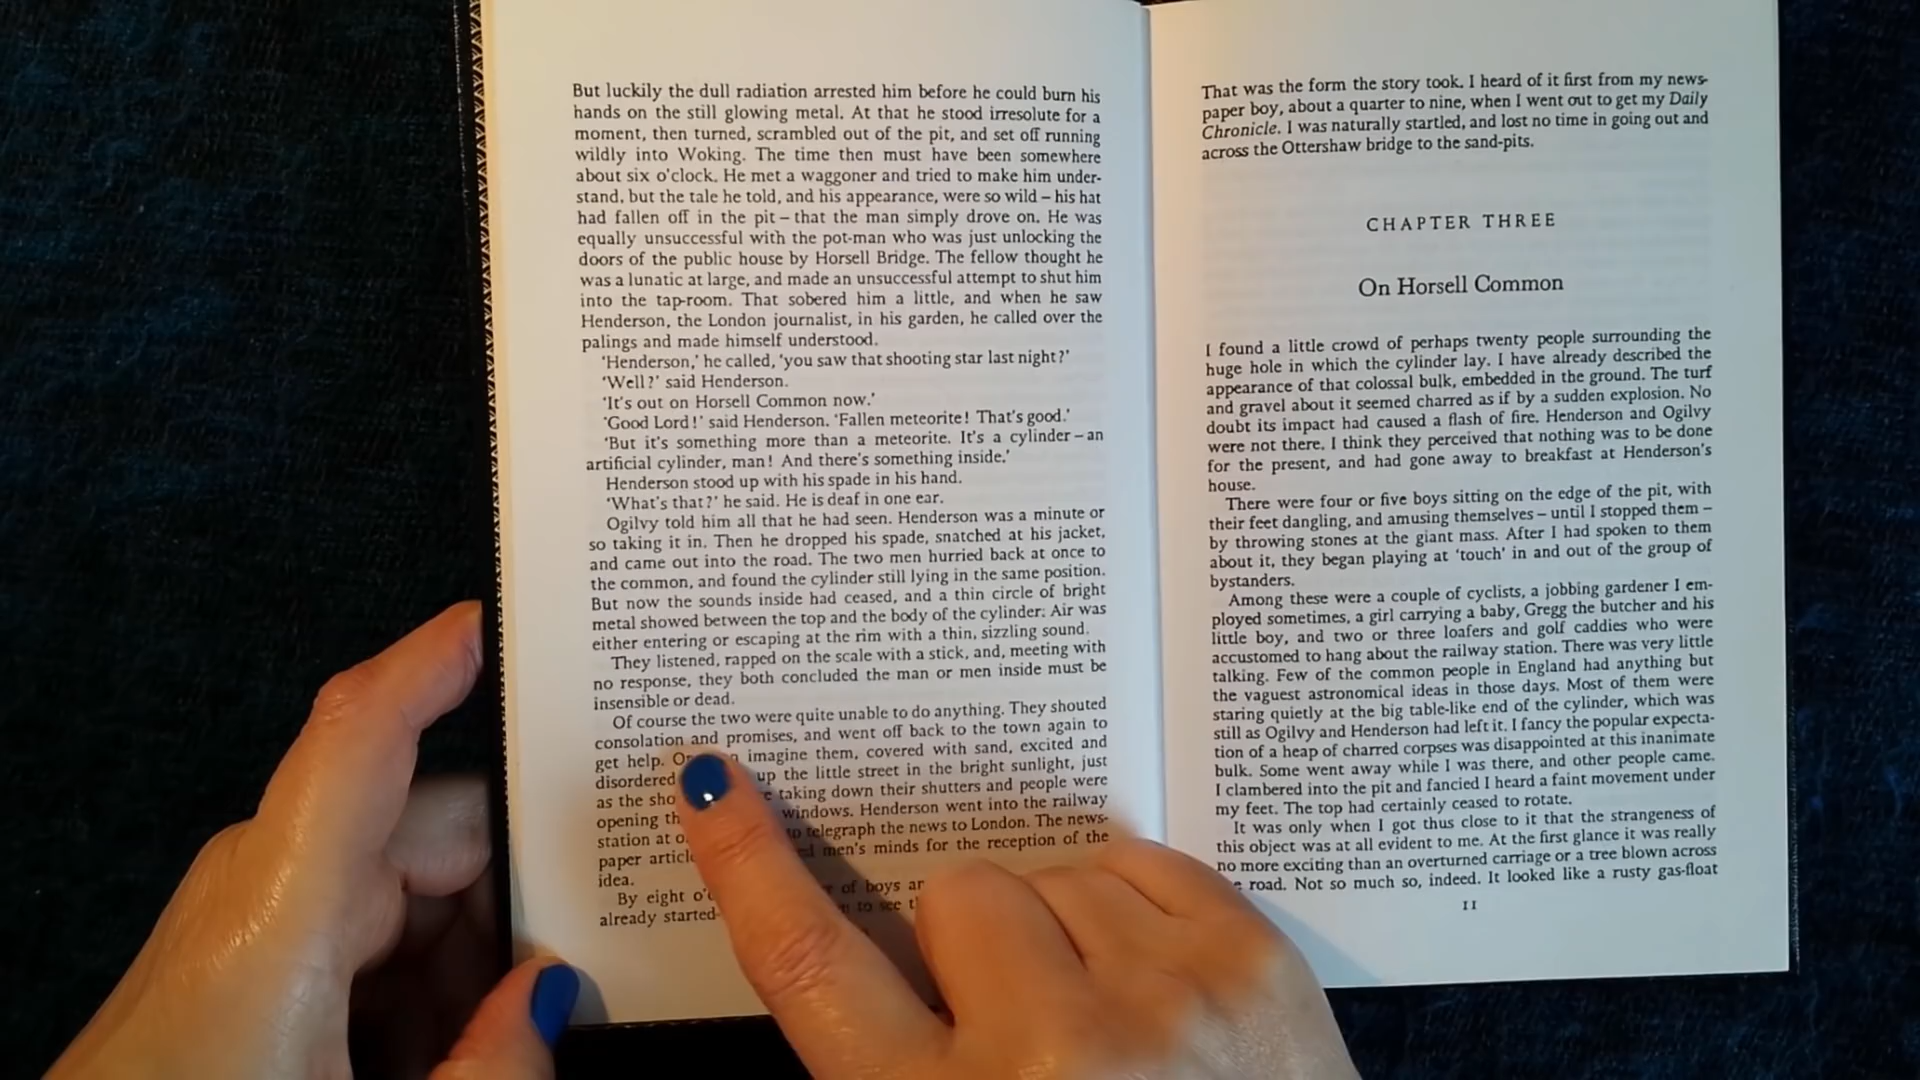 But luckily the dull radiation arrested him before he could burn his
hands on the still glowing metal. At that he stood irresolute for a
moment, then turned, scrambled out of the pit, and set off running
wildly into Woking. The time then must have been somewhere
about six o'clock. He met a waggoner and tried to make him under-
stand, but the tale he told, and his appearance, were so wild – his hat
had fallen off in the pit – that the man simply drove on. He was
equally unsuccessful with the pot-man who was just unlocking the
doors of the public house by Horsell Bridge. The fellow thought he
was a lunatic at large, and made an unsuccessful attempt to shut him
into the tap-room. That sobered him a little, and when he saw
Henderson, the London journalist, in his garden, he called over the
palings and made himself understood.
'Henderson,' he called, 'you saw that shooting star last night?'
'Well?' said Henderson.
'It's out on Horsell Common now.'
'Good Lord!' said Henderson. 'Fallen meteorite! That's good.'
'But it's something more than a meteorite. It's a cylinder – an
artificial cylinder, man! And there's something inside.'
Henderson stood up with his spade in his hand.
'What's that?' he said. He is deaf in one ear.
Ogilvy told him all that he had seen. Henderson was a minute or
so taking it in. Then he dropped his spade, snatched at his jacket,
and came out into the road. The two men hurried back at once to
the common, and found the cylinder still lying in the same position.
But now the sounds inside had ceased, and a thin circle of bright
metal showed between the top and the body of the cylinder. Air was
either entering or escaping at the rim with a thin, sizzling sound.
They listened, rapped on the scale with a stick, and, meeting with
no response, they both concluded the man or men inside must be
insensible or dead.
Of course the two were quite unable to do anything. They shouted
consolation and promises, and went off back to the town again to
get help. imagine them, covered with sand, excited and
disordered up the little street in the bright sunlight, just
as the taking down their shutters and people were
opening windows. Henderson went into the railway
station at to telegraph the news to London. The news-
paper men's minds for the reception of the
idea.
By eight of boys
already started to see
That was the form the story took. I heard of it first from my news-
paper boy, about a quarter to nine, when I went out to get my Daily
Chronicle. I was naturally startled, and lost no time in going out and
across the Ottershaw bridge to the sand-pits.
CHAPTER THREE
On Horsell Common
I found a little crowd of perhaps twenty people surrounding the
huge hole in which the cylinder lay. I have already described the
appearance of that colossal bulk, embedded in the ground. The turf
and gravel about it seemed charred as if by a sudden explosion. No
doubt its impact had caused a flash of fire. Henderson and Ogilvy
were not there. I think they perceived that nothing was to be done
for the present, and had gone away to breakfast at Henderson's
house.
There were four or five boys sitting on the edge of the pit, with
their feet dangling, and amusing themselves – until I stopped them –
by throwing stones at the giant mass. After I had spoken to them
about it, they began playing at 'touch' in and out of the group of
bystanders.
Among these were a couple of cyclists, a jobbing gardener I em-
ployed sometimes, a girl carrying a baby, Gregg the butcher and his
little boy, and two or three loafers and golf caddies who were
accustomed to hang about the railway station. There was very little
talking. Few of the common people in England had anything but
the vaguest astronomical ideas in those days. Most of them were
staring quietly at the big table-like end of the cylinder, which was
still as Ogilvy and Henderson had left it. I fancy the popular expecta-
tion of a heap of charred corpses was disappointed at this inanimate
bulk. Some went away while I was there, and other people came.
I clambered into the pit and fancied I heard a faint movement under
my feet. The top had certainly ceased to rotate.
It was only when I got thus close to it that the strangeness of
this object was at all evident to me. At the first glance it was really
no more exciting than an overturned carriage or a tree blown across
road. Not so much so, indeed. It looked like a rusty gas-float
11